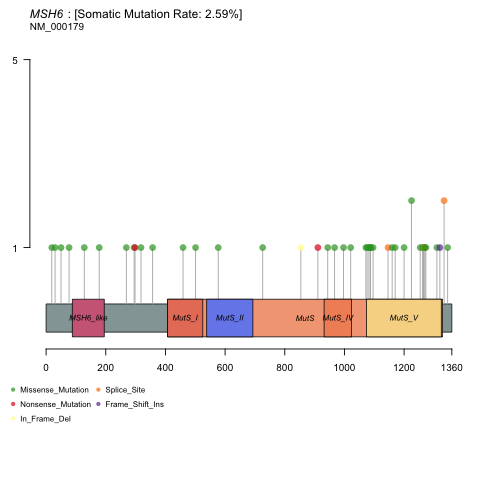 MSH6 : [Somatic Mutation Rate: 2.59%]
NM_000179
5
1
MSH6_like
MutS_I
MutS_II
MutS
MutS_IV
MutS_V
0
200
400
600
800
1000
1200
1360
Missense_Mutation
Splice_Site
Nonsense_Mutation
Frame_Shift_Ins
In_Frame_Del